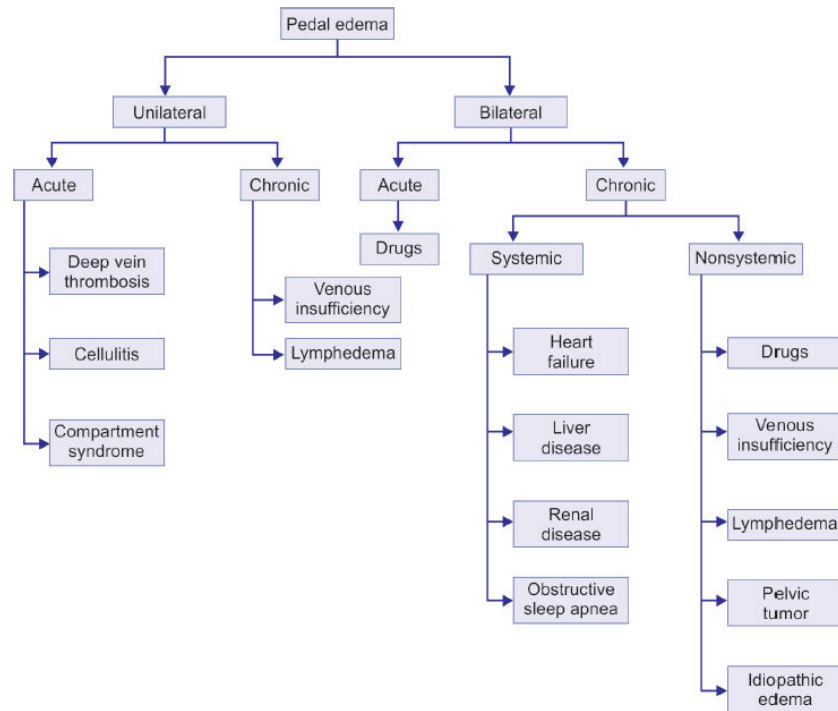 Pedal edema
Unilateral
Bilateral
Acute
Chronic
Acute
Chronic
Deep vein
thrombosis
Cellulitis
Compartment
syndrome
Venous
insufficiency
Lymphedema
Drugs
Systemic
Nonsystemic
Heart
failure
Liver
disease
Renal
disease
Obstructive
sleep apnea
Drugs
Venous
insufficiency
Lymphedema
Pelvic
tumor
Idiopathic
edema